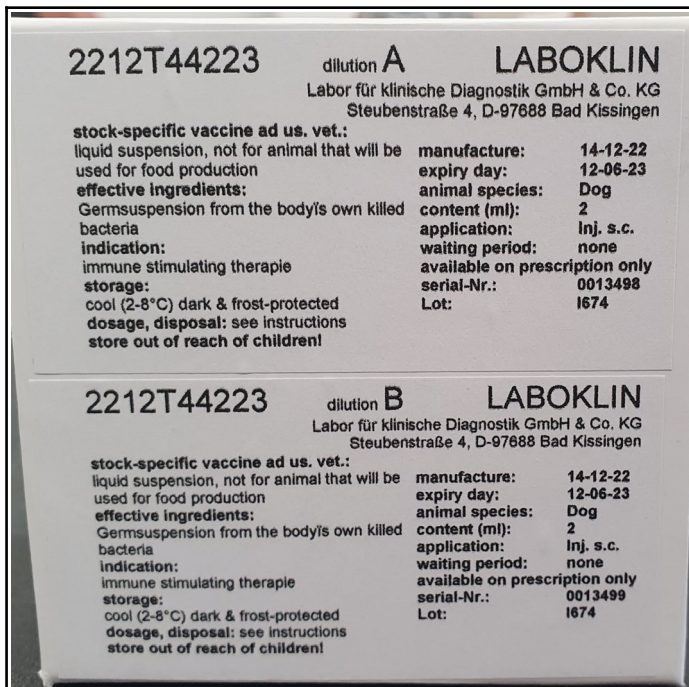 2212T44223 dilution A LABOKLIN
Labor für klinische Diagnostik GmbH & Co. KG
Steubenstraße 4, D-97688 Bad Kissingen
stock-specific vaccine ad us. vet.:
liquid suspension, not for animal that will be
used for food production
effective ingredients:
Germsuspension from the bodyïs own killed
bacteria
indication:
immune stimulating therapie
storage:
cool (2-8°C) dark & frost-protected
dosage, disposal: see instructions
store out of reach of children!
manufacture: 14-12-22
expiry day: 12-06-23
animal species: Dog
content (ml): 2
application: Inj. s.c.
waiting period: none
available on prescription only
serial-Nr.: 0013498
Lot: I674
2212T44223 dilution B LABOKLIN
Labor für klinische Diagnostik GmbH & Co. KG
Steubenstraße 4, D-97688 Bad Kissingen
stock-specific vaccine ad us. vet.:
liquid suspension, not for animal that will be
used for food production
effective ingredients:
Germsuspension from the bodyïs own killed
bacteria
indication:
immune stimulating therapie
storage:
cool (2-8°C) dark & frost-protected
dosage, disposal: see instructions
store out of reach of children!
manufacture: 14-12-22
expiry day: 12-06-23
animal species: Dog
content (ml): 2
application: Inj. s.c.
waiting period: none
available on prescription only
serial-Nr.: 0013499
Lot: I674